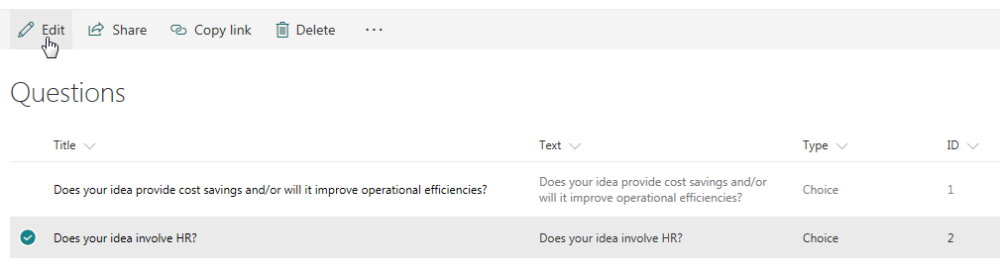 Edit Share Copy link Delete ...
Questions
Title Text Type ID
Does your idea provide cost savings and/or will it improve operational efficiencies? Does your idea provide cost savings and/or Choice 1
will it improve operational efficiencies?
Does your idea involve HR? Does your idea involve HR? Choice 2